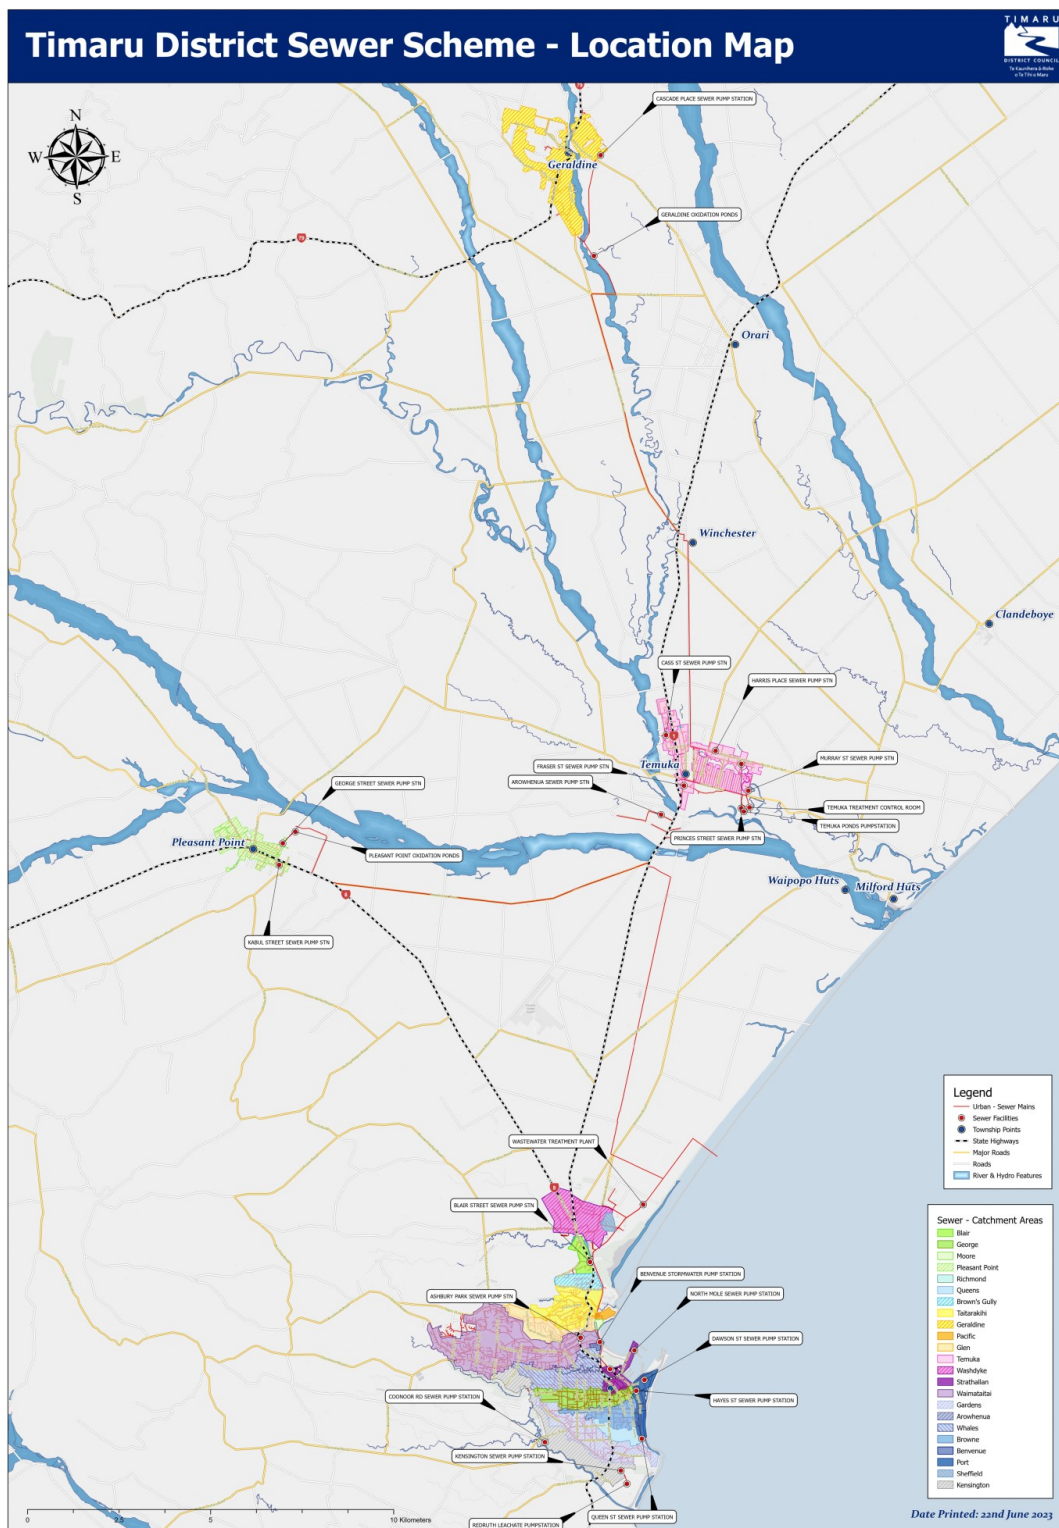 Timaru District Sewer Scheme - Location Map
TIMARU
DISTRICT COUNCIL
N
W
E
S
CASCADE PLACE SEWER PUMP STATION
Geraldine
GERALDINE OXIDATION PONDS
79
Orari
Winchester
Clandeboye
CASS ST SEWER PUMP STN
HARRIS PLACE SEWER PUMP STN
1
MURRAY ST SEWER PUMP STN
FRASER ST SEWER PUMP STN
Temuka
AROWHENUA SEWER PUMP STN
GEORGE STREET SEWER PUMP STN
TEMUKA TREATMENT CONTROL ROOM
TEMUKA PONDS PUMPSTATION
PRINCES STREET SEWER PUMP STN
Pleasant Point
PLEASANT POINT OXIDATION PONDS
Waipopo Huts
Milford Huts
8
KABUL STREET SEWER PUMP STN
WASTEWATER TREATMENT PLANT
BLAIR STREET SEWER PUMP STN
BENVENUE STORMWATER PUMP STATION
NORTH MOLE SEWER PUMP STATION
ASHBURY PARK SEWER PUMP STN
DAWSON ST SEWER PUMP STATION
COONOOR RD SEWER PUMP STATION
HAYES ST SEWER PUMP STATION
KENSINGTON SEWER PUMP STATION
QUEEN ST SEWER PUMP STATION
REDRUTH LEACHATE PUMPSTATION
Legend
Urban - Sewer Mains
Sewer Facilities
Township Points
State Highways
Major Roads
Roads
River & Hydro Features
Sewer - Catchment Areas
Blair
George
Moore
Pleasant Point
Richmond
Queens
Brown's Gully
Taitarakihi
Geraldine
Pacific
Glen
Temuka
Washdyke
Strathallan
Waimataitai
Gardens
Arowhenua
Whales
Browne
Benvenue
Port
Sheffield
Kensington
0
2.5
5
10 Kilometers
Date Printed: 22nd June 2023